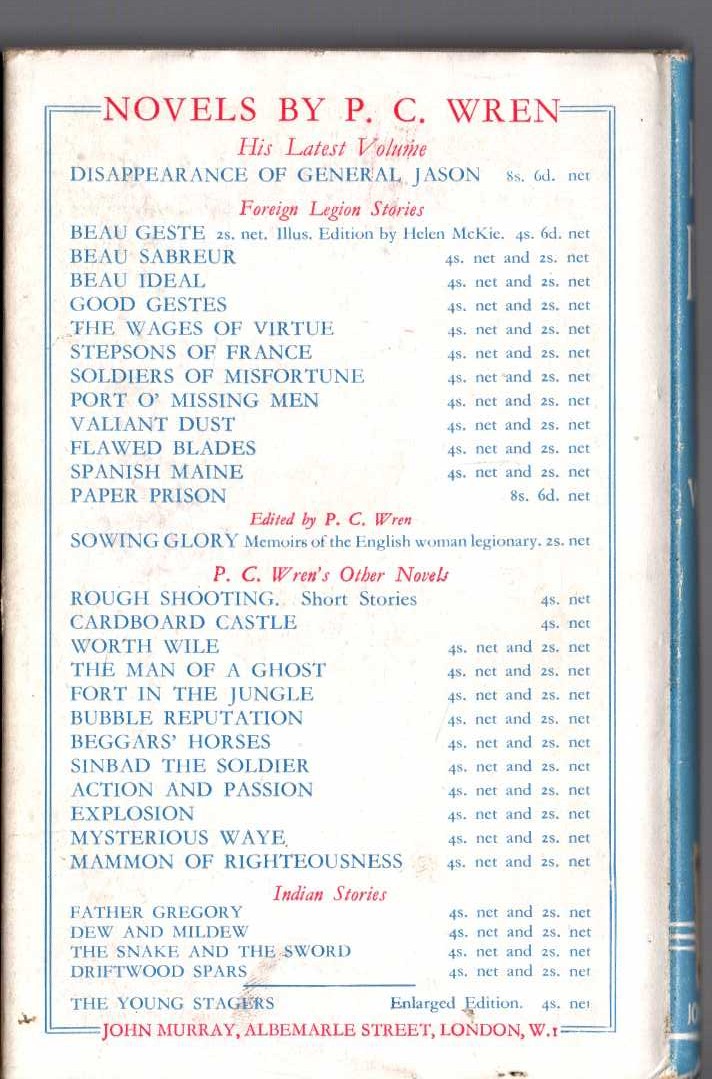 NOVELS BY P. C. WREN
His Latest Volume
DISAPPEARANCE OF GENERAL JASON 8s. 6d. net
Foreign Legion Stories
BEAU GESTE 2s. net. Illus. Edition by Helen McKie. 4s. 6d. net
BEAU SABREUR 4s. net and 2s. net
BEAU IDEAL 4s. net and 2s. net
GOOD GESTES 4s. net and 2s. net
THE WAGES OF VIRTUE 4s. net and 2s. net
STEPSONS OF FRANCE 4s. net and 2s. net
SOLDIERS OF MISFORTUNE 4s. net and 2s. net
PORT O' MISSING MEN 4s. net and 2s. net
VALIANT DUST 4s. net and 2s. net
FLAWED BLADES 4s. net and 2s. net
SPANISH MAINE 4s. net and 2s. net
PAPER PRISON 8s. 6d. net
Edited by P. C. Wren
SOWING GLORY Memoirs of the English woman legionary. 2s. net
P. C. Wren's Other Novels
ROUGH SHOOTING. Short Stories 4s. net
CARDBOARD CASTLE 4s. net
WORTH WILE 4s. net and 2s. net
THE MAN OF A GHOST 4s. net and 2s. net
FORT IN THE JUNGLE 4s. net and 2s. net
BUBBLE REPUTATION 4s. net and 2s. net
BEGGARS' HORSES 4s. net and 2s. net
SINBAD THE SOLDIER 4s. net and 2s. net
ACTION AND PASSION 4s. net and 2s. net
EXPLOSION 4s. net and 2s. net
MYSTERIOUS WAYE 4s. net and 2s. net
MAMMON OF RIGHTEOUSNESS 4s. net and 2s. net
Indian Stories
FATHER GREGORY 4s. net and 2s. net
DEW AND MILDEW 4s. net and 2s. net
THE SNAKE AND THE SWORD 4s. net and 2s. net
DRIFTWOOD SPARS 4s. net and 2s. net
THE YOUNG STAGERS Enlarged Edition. 4s. net
JOHN MURRAY, ALBEMARLE STREET, LONDON, W.1